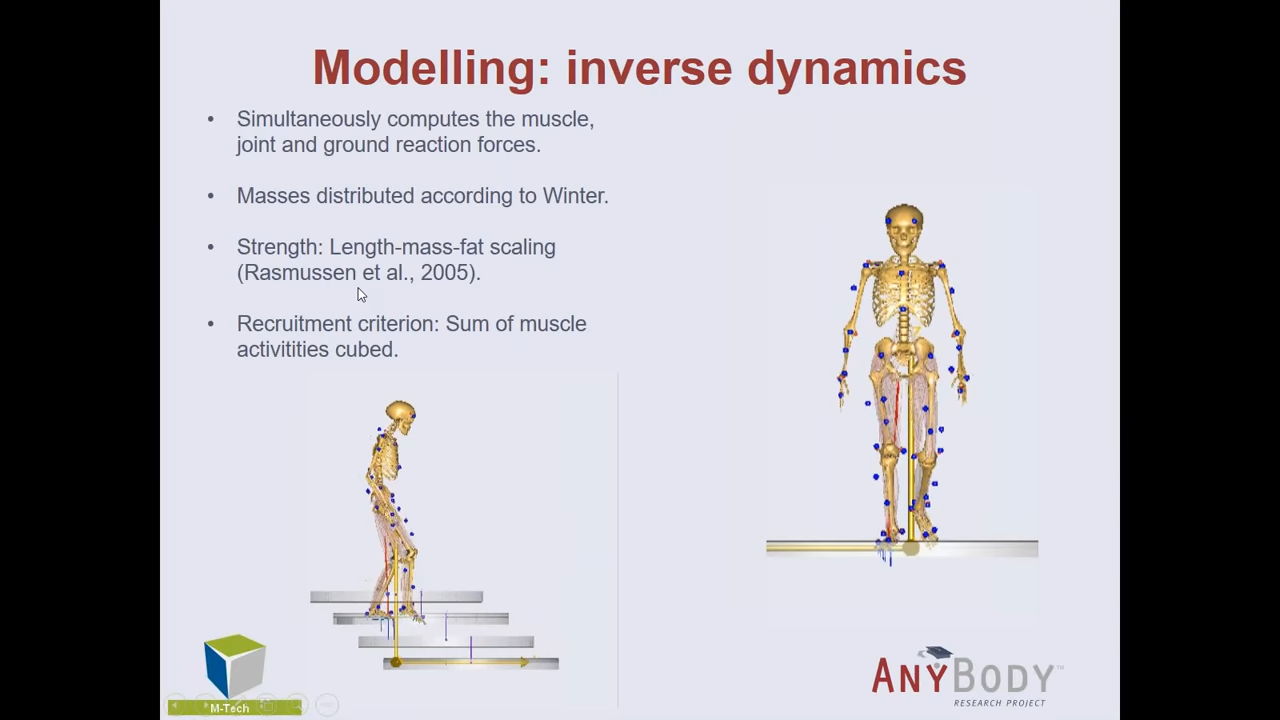 Modelling: inverse dynamics
• Simultaneously computes the muscle,
joint and ground reaction forces.
• Masses distributed according to Winter.
• Strength: Length-mass-fat scaling
(Rasmussen et al., 2005).
• Recruitment criterion: Sum of muscle
activitities cubed.
M-Tech
ANYBODY™
RESEARCH PROJECT